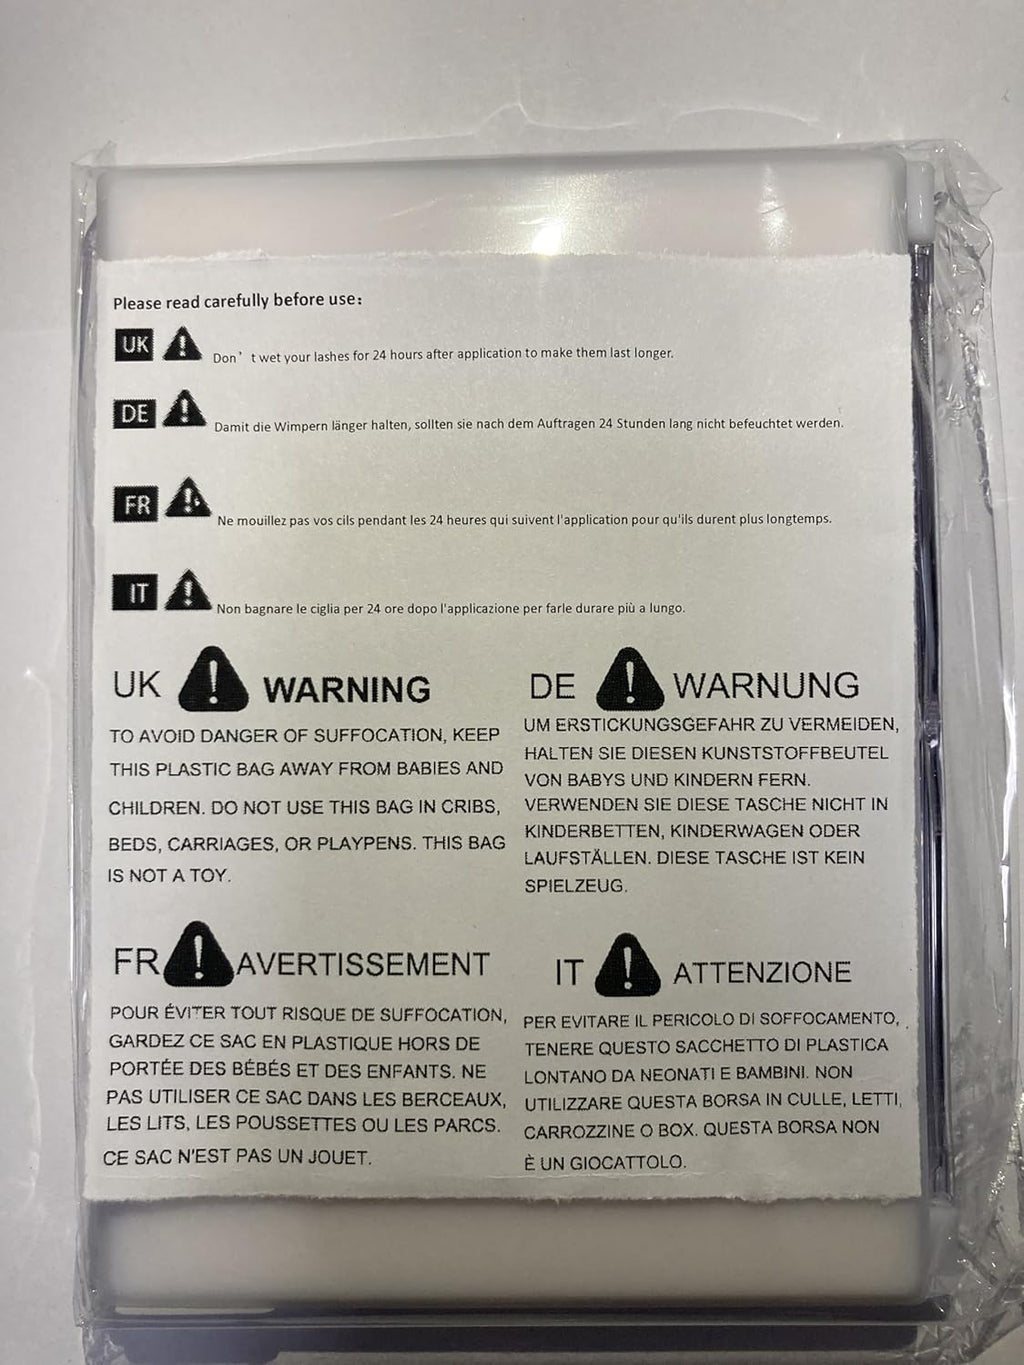 Please read carefully before use:
UK Don't wet your lashes for 24 hours after application to make them last longer.
DE Damit die Wimpern länger halten, sollten sie nach dem Auftragen 24 Stunden lang nicht befeuchtet werden.
FR Ne mouillez pas vos cils pendant les 24 heures qui suivent l'application pour qu'ils durent plus longtemps.
IT Non bagnare le ciglia per 24 ore dopo l'applicazione per farle durare più a lungo.
UK WARNING
TO AVOID DANGER OF SUFFOCATION, KEEP
THIS PLASTIC BAG AWAY FROM BABIES AND
CHILDREN. DO NOT USE THIS BAG IN CRIBS,
BEDS, CARRIAGES, OR PLAYPENS. THIS BAG
IS NOT A TOY.
DE WARNUNG
UM ERSTICKUNGSGEFAHR ZU VERMEIDEN,
HALTEN SIE DIESEN KUNSTSTOFFBEUTEL
VON BABYS UND KINDERN FERN.
VERWENDEN SIE DIESE TASCHE NICHT IN
KINDERBETTEN, KINDERWAGEN ODER
LAUFSTÄLLEN. DIESE TASCHE IST KEIN
SPIELZEUG.
FR AVERTISSEMENT
POUR ÉVITER TOUT RISQUE DE SUFFOCATION,
GARDEZ CE SAC EN PLASTIQUE HORS DE
PORTÉE DES BÉBÉS ET DES ENFANTS. NE
PAS UTILISER CE SAC DANS LES BERCEAUX,
LES LITS, LES POUSSETTES OU LES PARCS.
CE SAC N'EST PAS UN JOUET.
IT ATTENZIONE
PER EVITARE IL PERICOLO DI SOFFOCAMENTO,
TENERE QUESTO SACCHETTO DI PLASTICA
LONTANO DA NEONATI E BAMBINI. NON
UTILIZZARE QUESTA BORSA IN CULLE, LETTI,
CARROZZINE O BOX. QUESTA BORSA NON
È UN GIOCATTOLO.